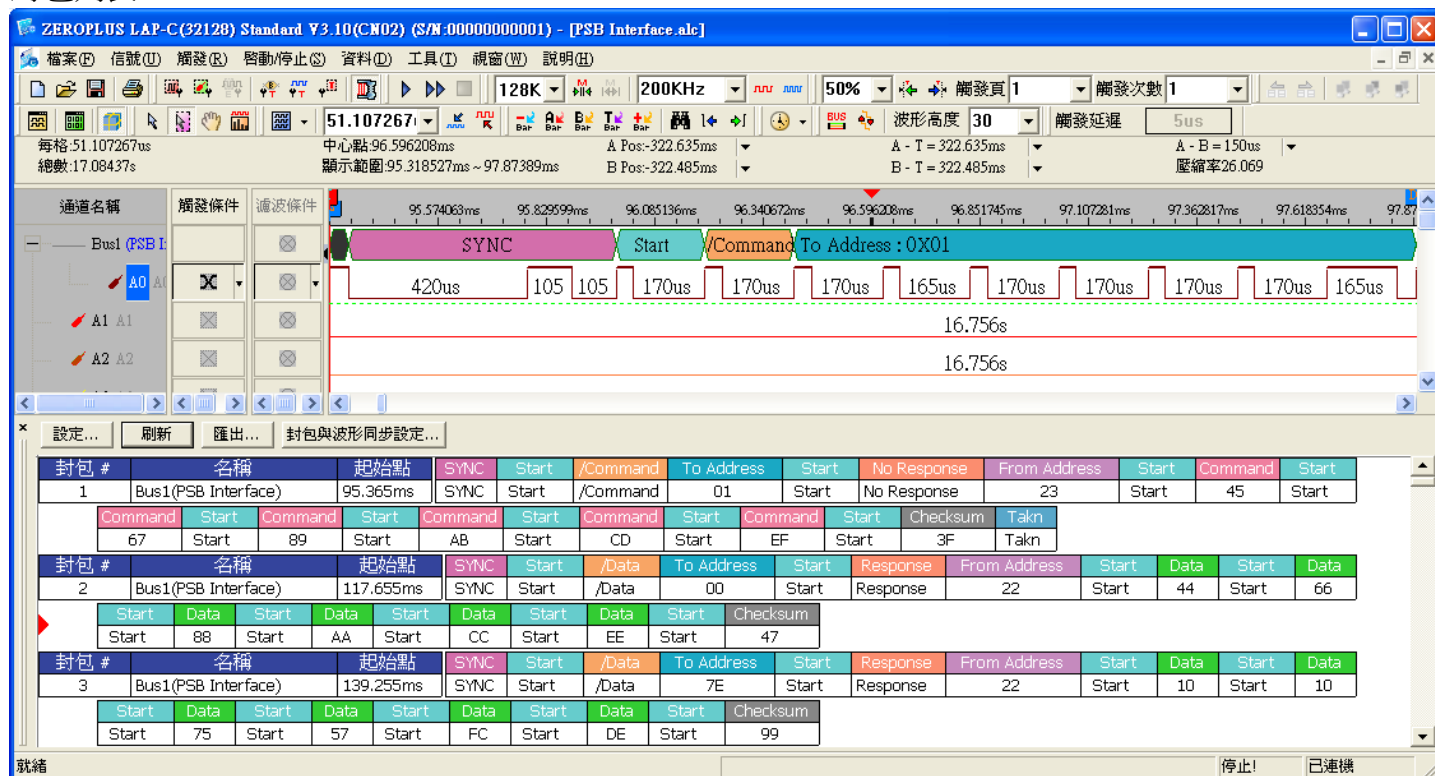 ZEROPLUS LAP-C(32128) Standard V3.10(CN02) (S/N:00000000001) - [PSB Interface.alc]
檔案(F) 信號(U) 觸發(R) 啓動/停止(S) 資料(D) 工具(T) 視窗(W) 說明(H)
128K 200KHz 50% 觸發頁 1 觸發次數 1
51.107267 Bar Bar Bar Bar Bar BUS 波形高度 30 觸發延遲 5us
每格:51.107267us 中心點:96.596208ms A Pos:-322.635ms A - T = 322.635ms A - B = 150us
總數:17.08437s 顯示範圍:95.318527ms ~ 97.87389ms B Pos:-322.485ms B - T = 322.485ms 壓縮率26.069
通道名稱 觸發條件 濾波條件 95.574063ms 95.829599ms 96.085136ms 96.340672ms 96.596208ms 96.851745ms 97.107281ms 97.362817ms 97.618354ms 97.87
Bus1 (PSB I SYNC Start /Command To Address : 0X01
A0 A0 420us 105 105 170us 170us 170us 165us 170us 170us 170us 170us 165us
A1 A1 16.756s
A2 A2 16.756s
設定... 刷新 匯出... 封包與波形同步設定...
封包 # 名稱 起始點 SYNC Start /Command To Address Start No Response From Address Start Command Start
1 Bus1(PSB Interface) 95.365ms SYNC Start /Command 01 Start No Response 23 Start 45 Start
Command Start Command Start Command Start Command Start Command Start Checksum Takn
67 Start 89 Start AB Start CD Start EF Start 3F Takn
封包 # 名稱 起始點 SYNC Start /Data To Address Start Response From Address Start Data Start Data
2 Bus1(PSB Interface) 117.655ms SYNC Start /Data 00 Start Response 22 Start 44 Start 66
Start Data Start Data Start Data Start Data Start Checksum
Start 88 Start AA Start CC Start EE Start 47
封包 # 名稱 起始點 SYNC Start /Data To Address Start Response From Address Start Data Start Data
3 Bus1(PSB Interface) 139.255ms SYNC Start /Data 7E Start Response 22 Start 10 Start 10
Start Data Start Data Start Data Start Data Start Checksum
Start 75 Start 57 Start FC Start DE Start 99
就緒 停止! 已連機